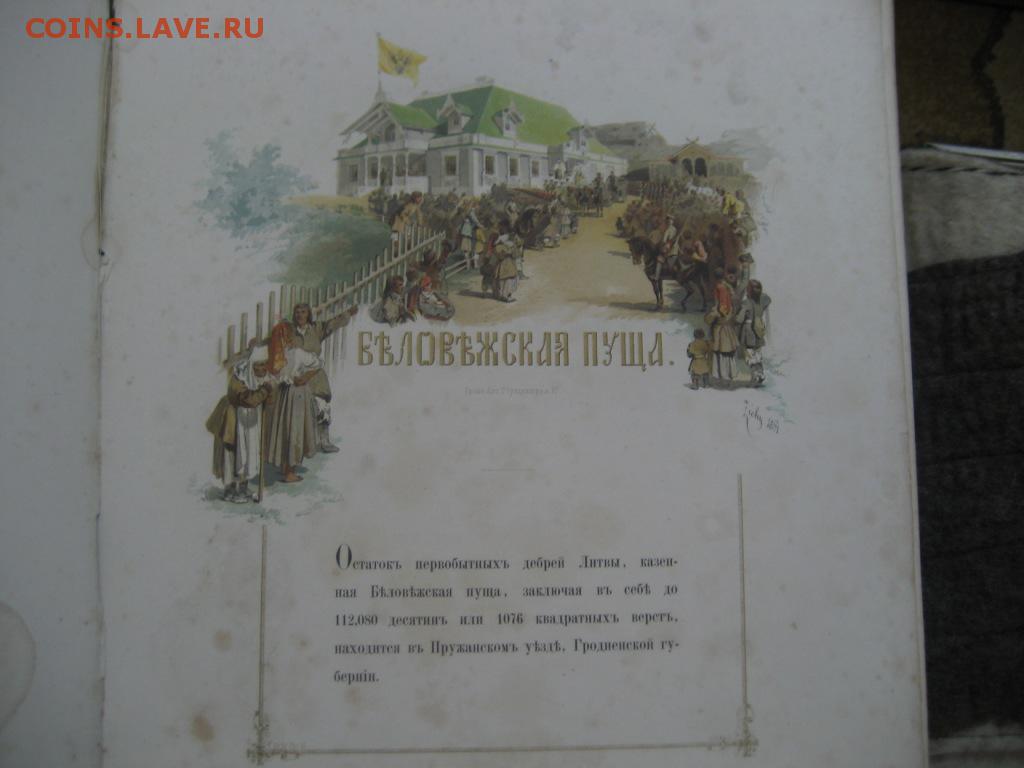 COINS.LAVE.RU
БѢЛОВѢЖСКАЯ ПУЩА.
Остатокъ первобытныхъ дебрей Литвы, казен-
ная Бѣловѣжская пуща, заключая въ себѣ до
112,080 десятинъ или 1076 квадратныхъ верстъ,
находится въ Пружанскомъ уѣздѣ, Гродненской гу-
берніи.